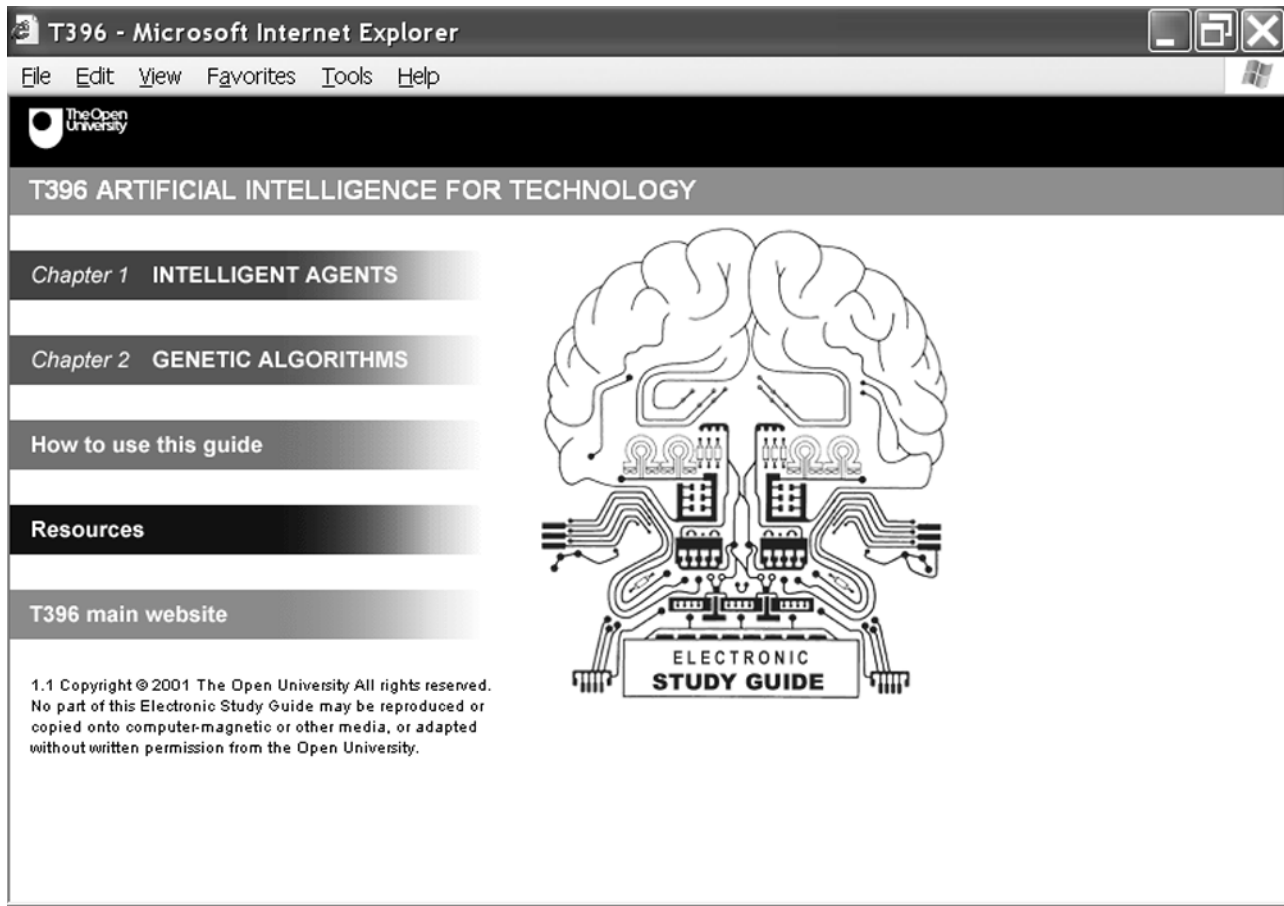 T396 - Microsoft Internet Explorer
File Edit View Favorites Tools Help
The Open
University
T396 ARTIFICIAL INTELLIGENCE FOR TECHNOLOGY
Chapter 1 INTELLIGENT AGENTS
Chapter 2 GENETIC ALGORITHMS
How to use this guide
Resources
T396 main website
1.1 Copyright © 2001 The Open University All rights reserved.
No part of this Electronic Study Guide may be reproduced or
copied onto computer-magnetic or other media, or adapted
without written permission from the Open University.
ELECTRONIC
STUDY GUIDE